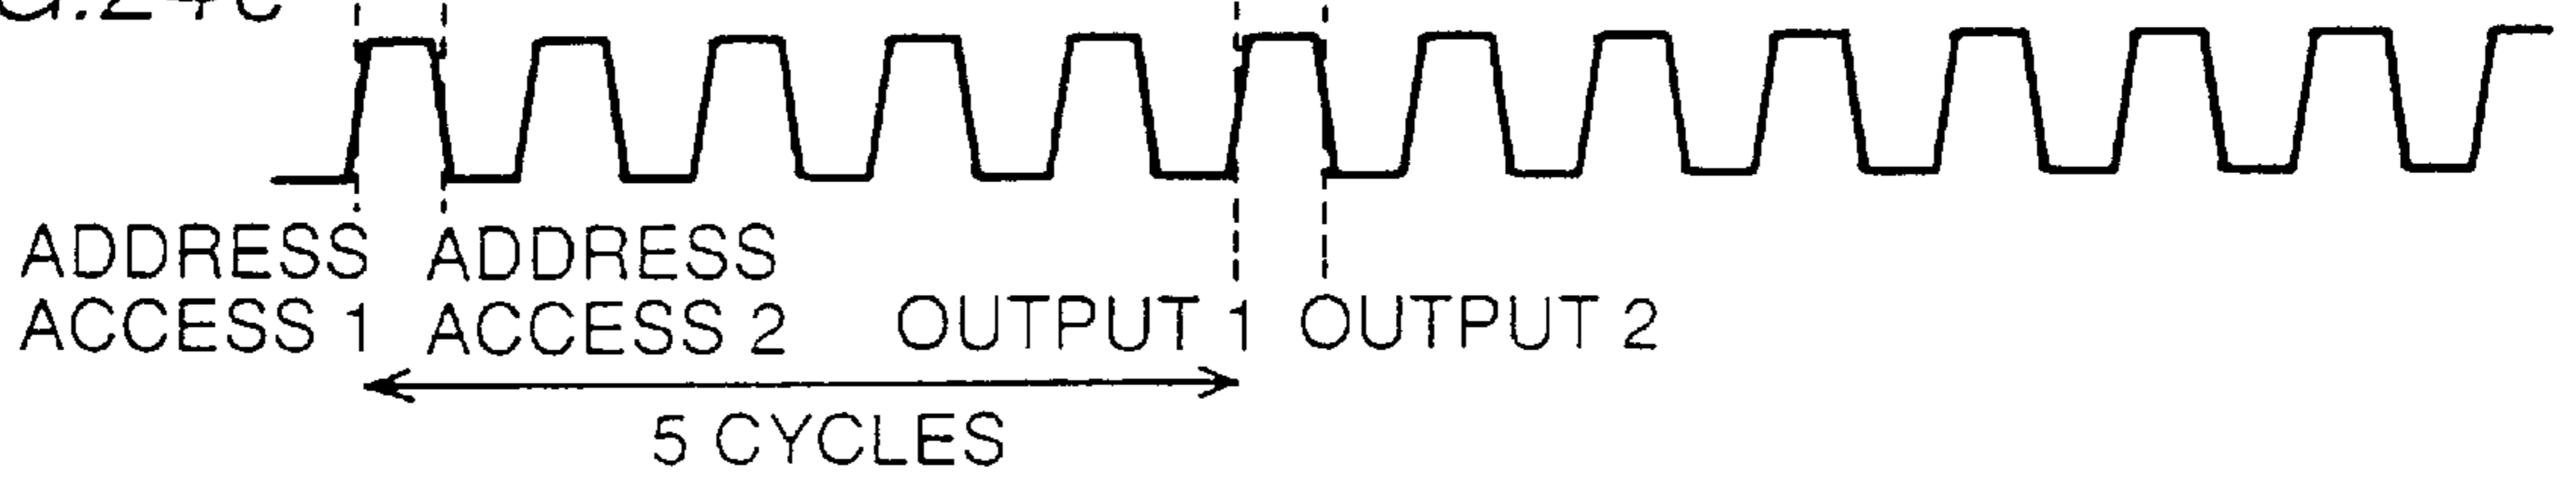 ADDRESS ADDRESS
ACCESS 1 ACCESS 2 OUTPUT 1 OUTPUT 2
5 CYCLES